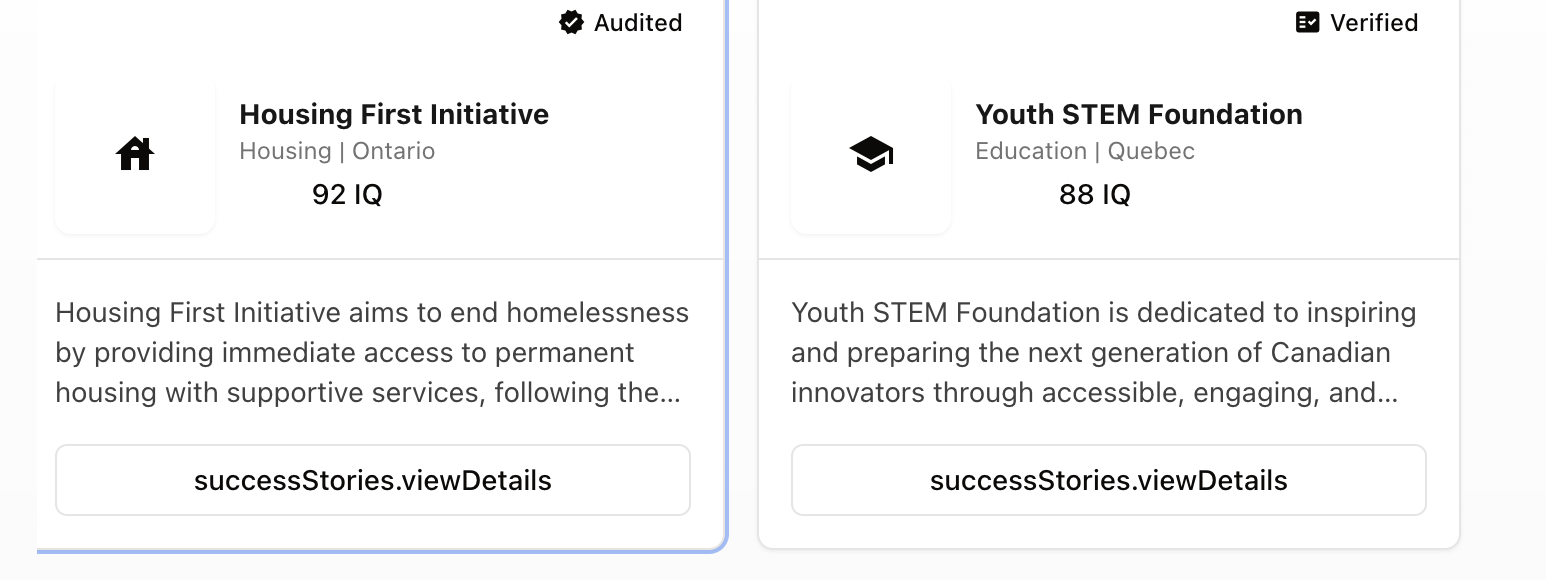 Audited
Housing First Initiative
Housing | Ontario
92 IQ
Housing First Initiative aims to end homelessness
by providing immediate access to permanent
housing with supportive services, following the...
successStories.viewDetails
Verified
Youth STEM Foundation
Education | Quebec
88 IQ
Youth STEM Foundation is dedicated to inspiring
and preparing the next generation of Canadian
innovators through accessible, engaging, and...
successStories.viewDetails